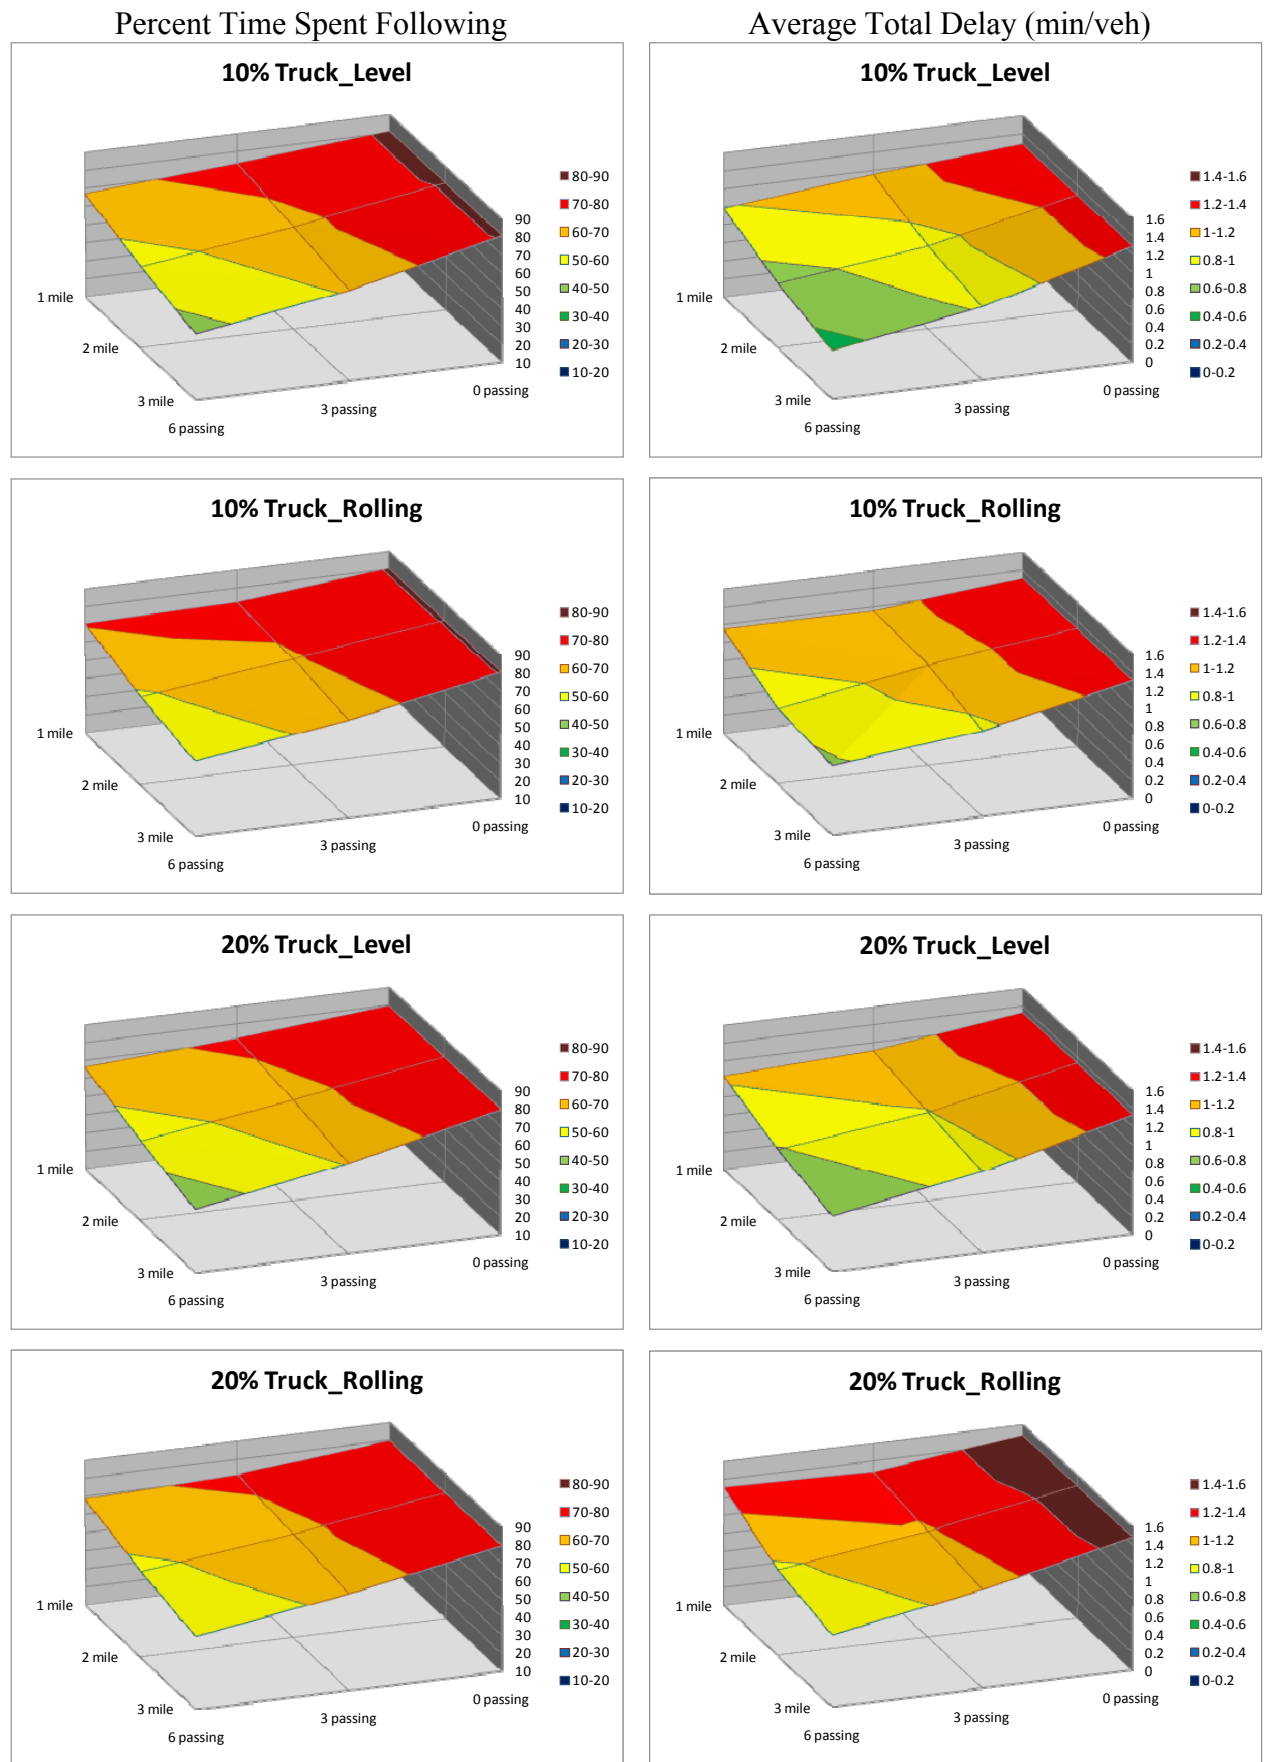 Percent Time Spent Following
Average Total Delay (min/veh)
10% Truck_Level
80-90
70-80
60-70
50-60
40-50
30-40
20-30
10-20
90
80
70
60
50
40
30
20
10
1 mile
2 mile
3 mile
6 passing
3 passing
0 passing
10% Truck_Level
1.4-1.6
1.2-1.4
1-1.2
0.8-1
0.6-0.8
0.4-0.6
0.2-0.4
0-0.2
1.6
1.4
1.2
1
0.8
0.6
0.4
0.2
0
1 mile
2 mile
3 mile
6 passing
3 passing
0 passing
10% Truck_Rolling
80-90
70-80
60-70
50-60
40-50
30-40
20-30
10-20
90
80
70
60
50
40
30
20
10
1 mile
2 mile
3 mile
6 passing
3 passing
0 passing
10% Truck_Rolling
1.4-1.6
1.2-1.4
1-1.2
0.8-1
0.6-0.8
0.4-0.6
0.2-0.4
0-0.2
1.6
1.4
1.2
1
0.8
0.6
0.4
0.2
0
1 mile
2 mile
3 mile
6 passing
3 passing
0 passing
20% Truck_Level
80-90
70-80
60-70
50-60
40-50
30-40
20-30
10-20
90
80
70
60
50
40
30
20
10
1 mile
2 mile
3 mile
6 passing
3 passing
0 passing
20% Truck_Level
1.4-1.6
1.2-1.4
1-1.2
0.8-1
0.6-0.8
0.4-0.6
0.2-0.4
0-0.2
1.6
1.4
1.2
1
0.8
0.6
0.4
0.2
0
1 mile
2 mile
3 mile
6 passing
3 passing
0 passing
20% Truck_Rolling
80-90
70-80
60-70
50-60
40-50
30-40
20-30
10-20
90
80
70
60
50
40
30
20
10
1 mile
2 mile
3 mile
6 passing
3 passing
0 passing
20% Truck_Rolling
1.4-1.6
1.2-1.4
1-1.2
0.8-1
0.6-0.8
0.4-0.6
0.2-0.4
0-0.2
1.6
1.4
1.2
1
0.8
0.6
0.4
0.2
0
1 mile
2 mile
3 mile
6 passing
3 passing
0 passing